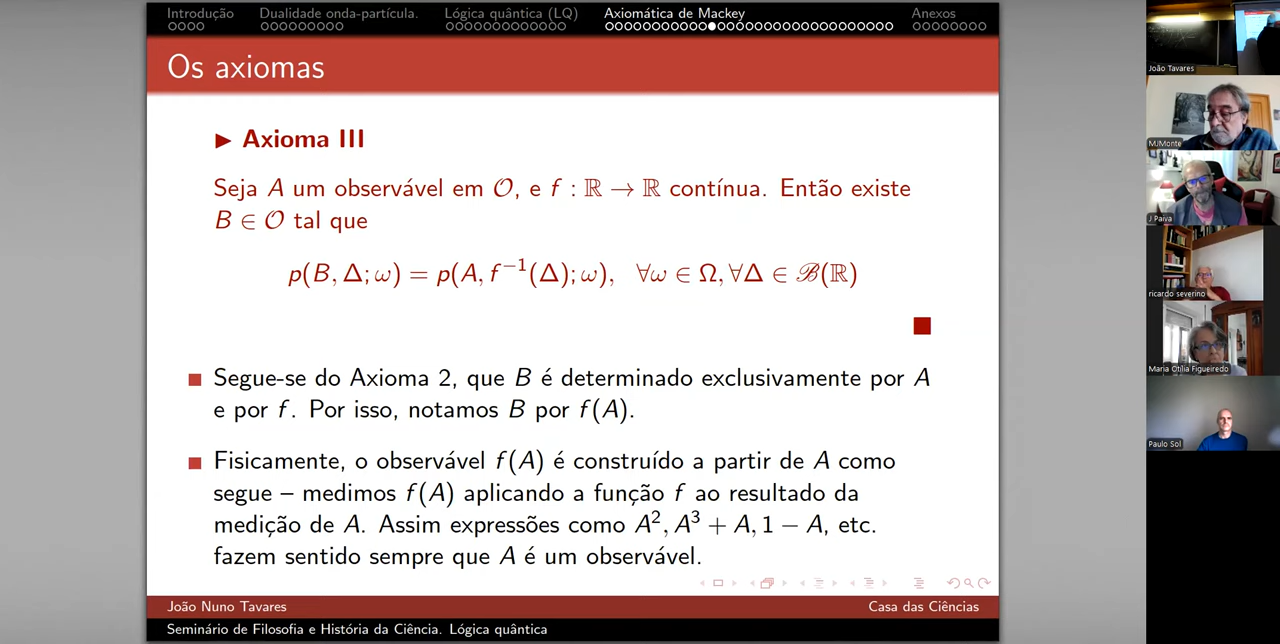 Introdução Dualidade onda-partícula. Lógica quântica (LQ) Axiomática de Mackey Anexos
Os axiomas
▶ Axioma III
Seja A um observável em 𝒪, e f : ℝ → ℝ contínua. Então existe
B ∈ 𝒪 tal que
p(B, Δ; ω) = p(A, f⁻¹(Δ); ω), ∀ω ∈ Ω, ∀Δ ∈ ℬ(ℝ)
Segue-se do Axioma 2, que B é determinado exclusivamente por A
e por f. Por isso, notamos B por f(A).
Fisicamente, o observável f(A) é construído a partir de A como
segue – medimos f(A) aplicando a função f ao resultado da
medição de A. Assim expressões como A², A³ + A, 1 − A, etc.
fazem sentido sempre que A é um observável.
João Nuno Tavares Casa das Ciências
Seminário de Filosofia e História da Ciência. Lógica quântica
João Tavares
MJMonte
J Paiva
ricardo severino
Maria Otília Figueiredo
Paulo Sol